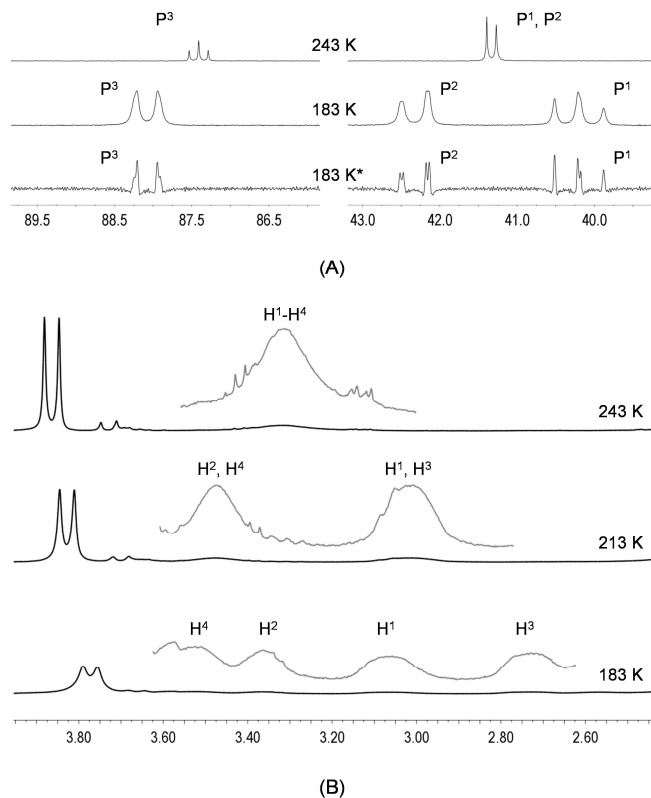 P³ P¹, P²
243 K
P³ P² P¹
183 K
P³ P² P¹
183 K*
89.5 88.5 87.5 86.5 43.0 42.0 41.0 40.0
(A)
H¹-H⁴
243 K
H², H⁴ H¹, H³
213 K
H⁴ H² H¹ H³
183 K
3.80 3.60 3.40 3.20 3.00 2.80 2.60
(B)